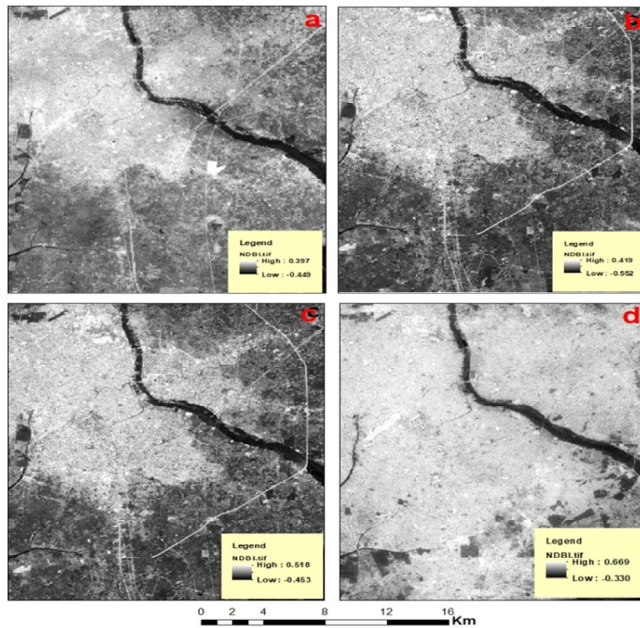 a
b
Legend
NDBI.tif
High : 0.397
Low : -0.449
Legend
NDBI.tif
High : 0.419
Low : -0.552
c
d
Legend
NDBI.tif
High : 0.518
Low : -0.453
Legend
NDBI.tif
High : 0.669
Low : -0.330
0 2 4 8 12 16
Km